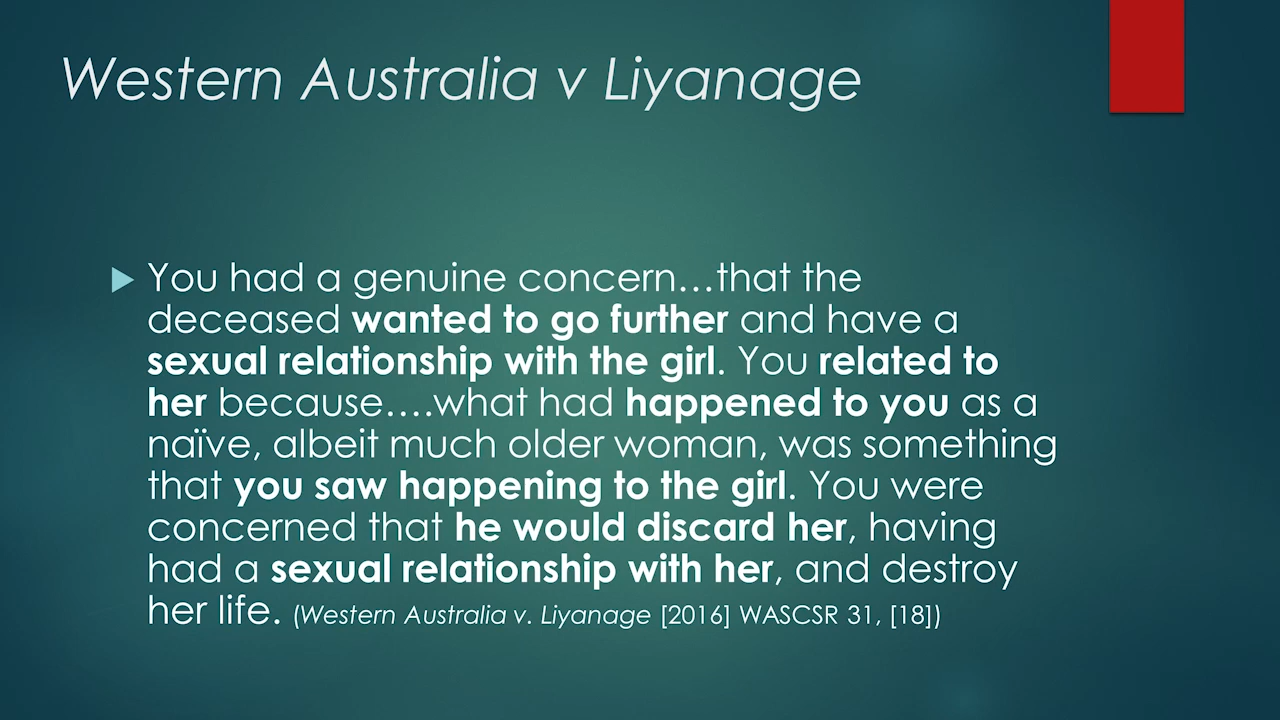 Western Australia v Liyanage
You had a genuine concern…that the
deceased wanted to go further and have a
sexual relationship with the girl. You related to
her because….what had happened to you as a
naïve, albeit much older woman, was something
that you saw happening to the girl. You were
concerned that he would discard her, having
had a sexual relationship with her, and destroy
her life. (Western Australia v. Liyanage [2016] WASCSR 31, [18])